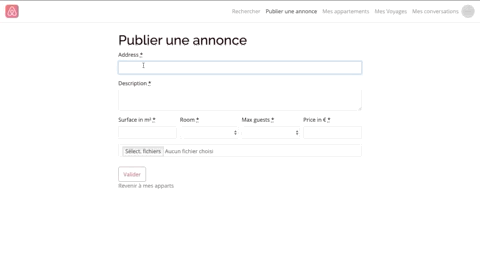 Rechercher Publier une annonce Mes appartements Mes Voyages Mes conversations
Publier une annonce
Address *
Description *
Surface in m² * Room * Max guests * Price in € *
Sélect. fichiers Aucun fichier choisi
Valider
Revenir à mes apparts